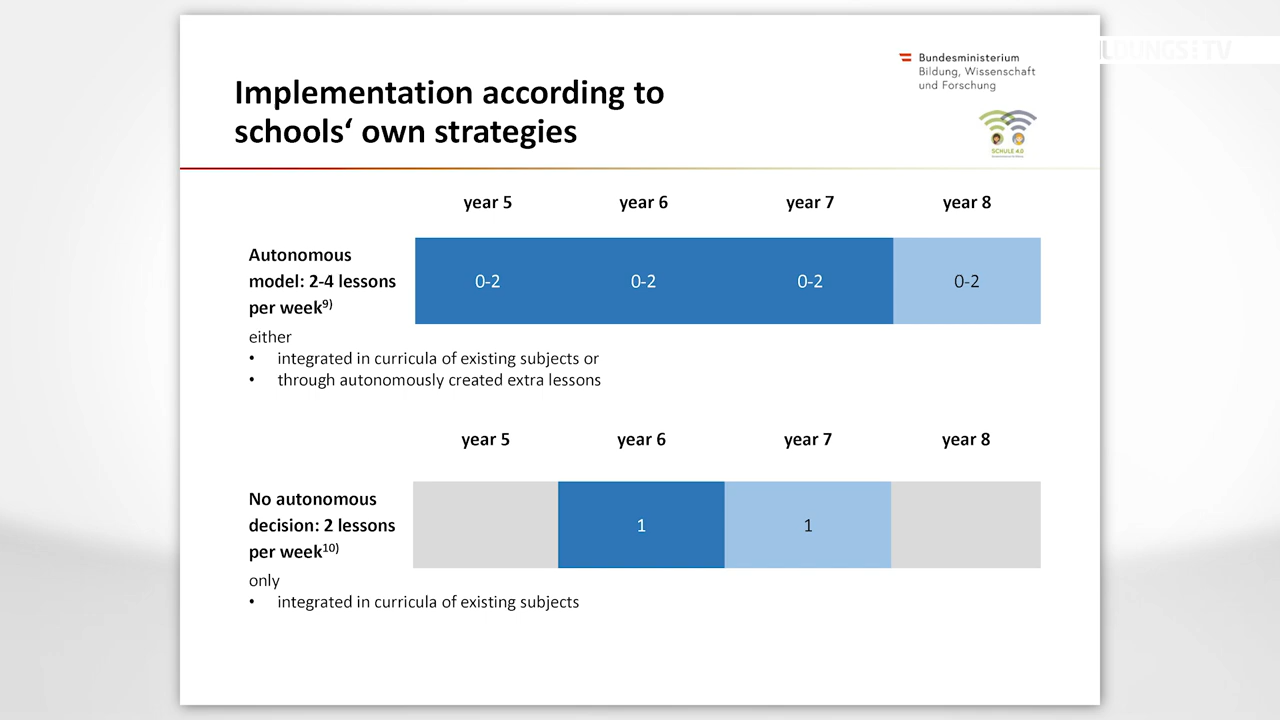 Implementation according to
schools‘ own strategies
Bundesministerium
Bildung, Wissenschaft
und Forschung
SCHULE 4.0
year 5 year 6 year 7 year 8
Autonomous
model: 2-4 lessons
per week9)
0-2 0-2 0-2 0-2
either
• integrated in curricula of existing subjects or
• through autonomously created extra lessons
year 5 year 6 year 7 year 8
No autonomous
decision: 2 lessons
per week10)
1 1
only
• integrated in curricula of existing subjects